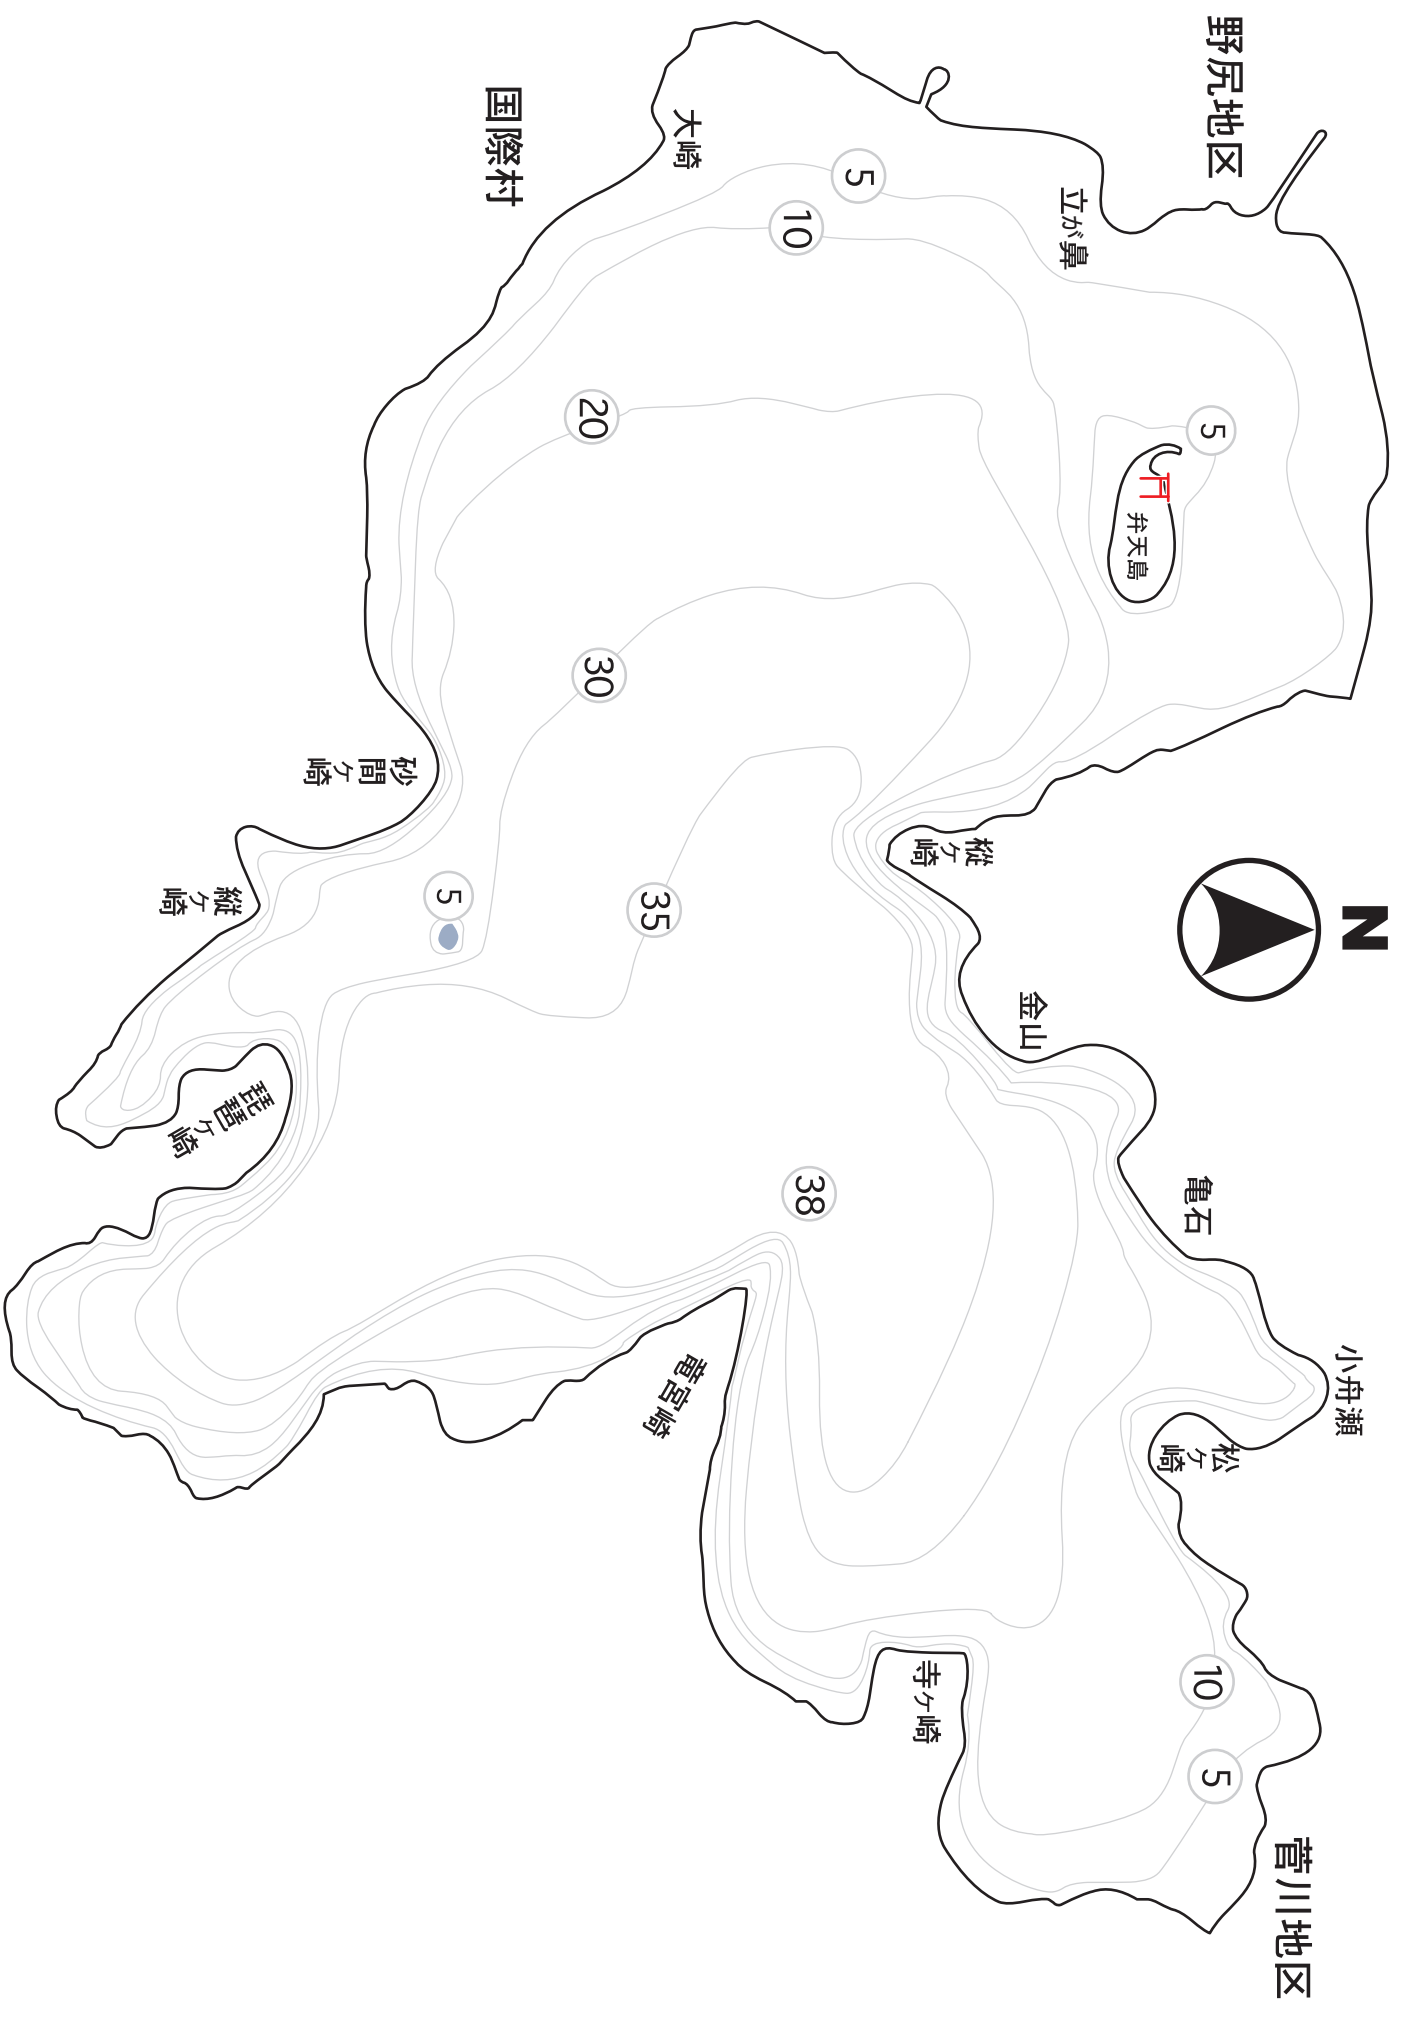 N
小舟瀬
菅川地区
野尻地区
5
松ヶ崎
亀石
5
10
弁天島
立が鼻
金山
樅ヶ崎
寺ヶ崎
5
38
10
大崎
竜宮崎
35
30
20
国際村
5
砂間ヶ崎
琵琶ヶ崎
縦ヶ崎